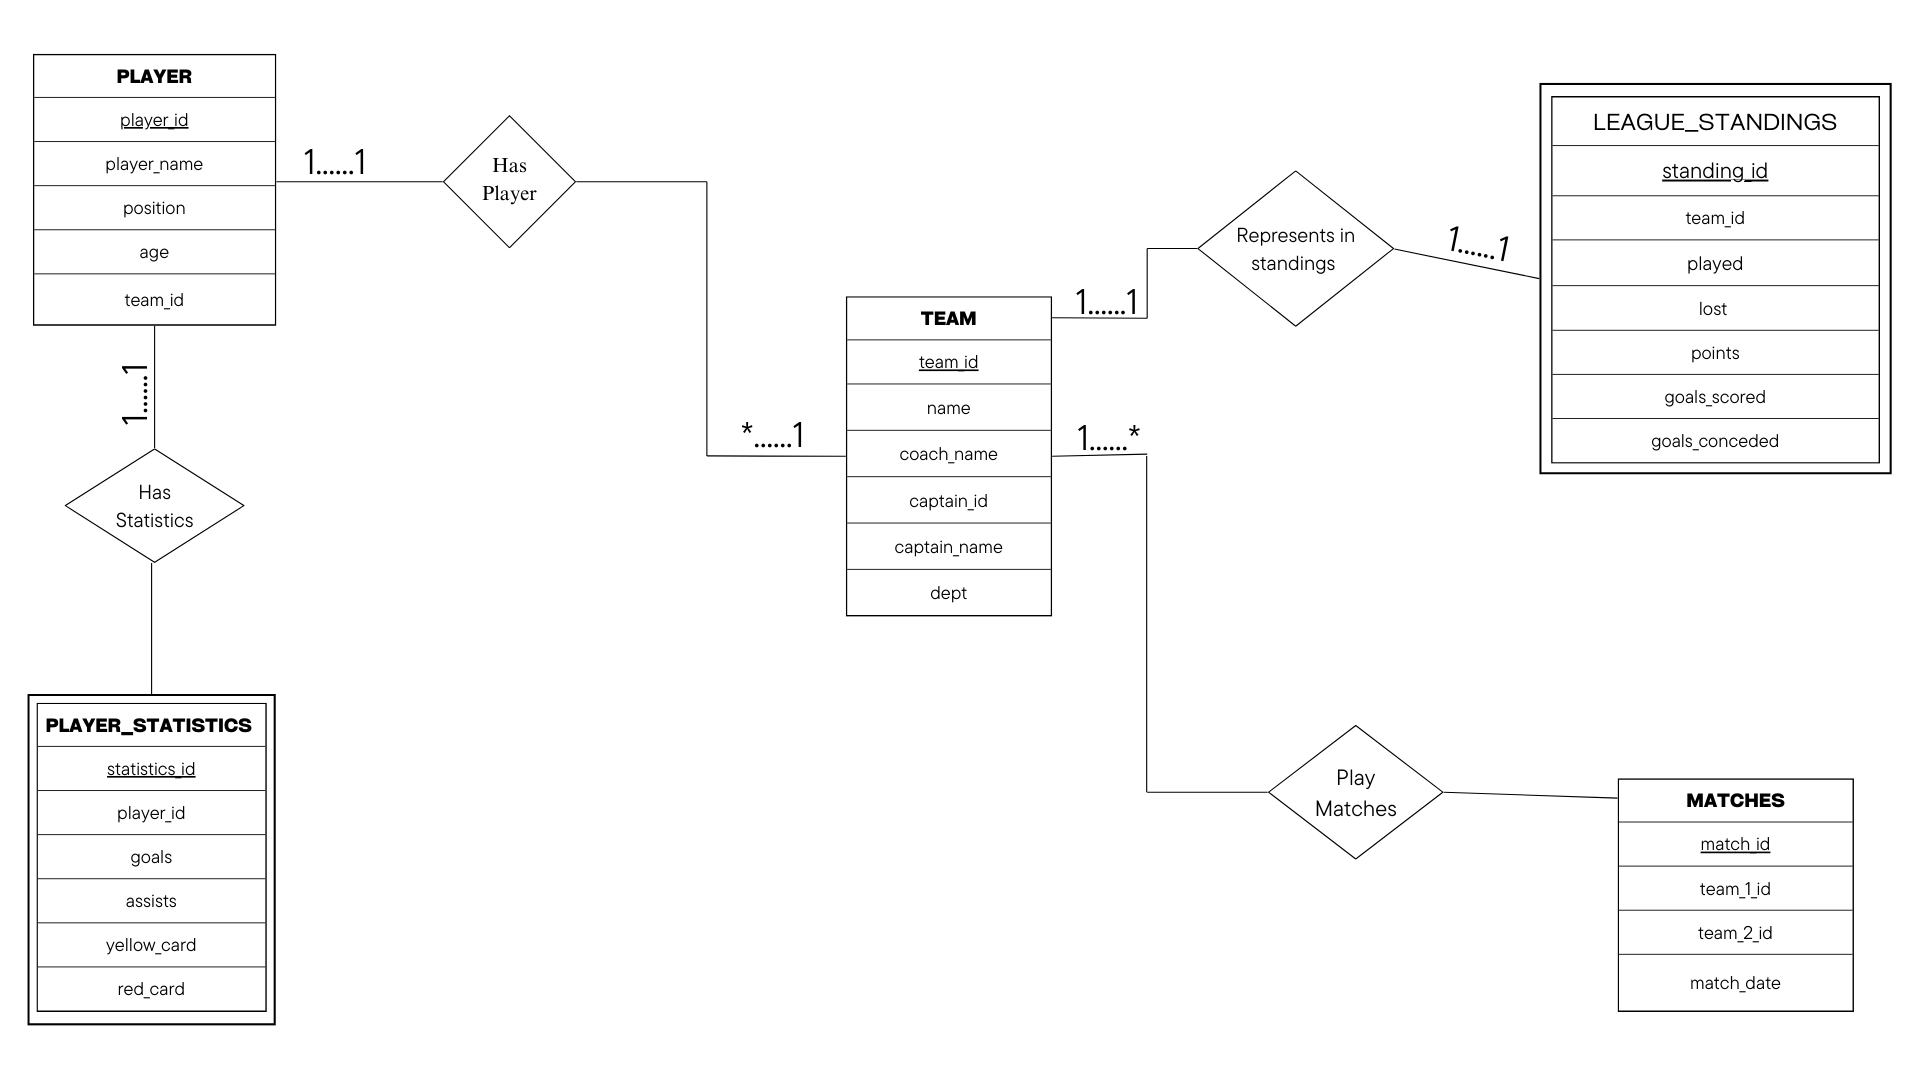 PLAYER
player_id
player_name
position
age
team_id
1......1
Has
Player
*......1
1......1
Has
Statistics
PLAYER_STATISTICS
statistics_id
player_id
goals
assists
yellow_card
red_card
TEAM
team_id
name
coach_name
captain_id
captain_name
dept
1......1
Represents in
standings
1......1
LEAGUE_STANDINGS
standing_id
team_id
played
lost
points
goals_scored
goals_conceded
1......*
Play
Matches
MATCHES
match_id
team_1_id
team_2_id
match_date